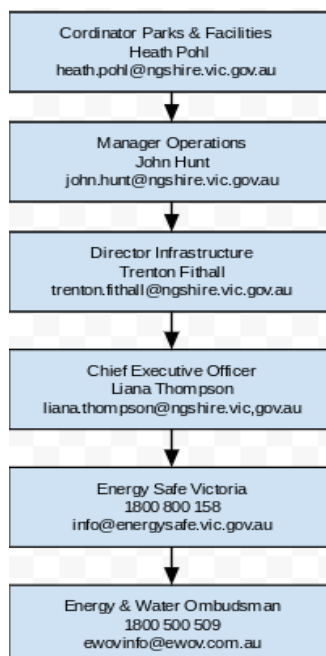 Cordinator Parks & Facilities
Heath Pohl
heath.pohl@ngshire.vic.gov.au
Manager Operations
John Hunt
john.hunt@ngshire.vic.gov.au
Director Infrastructure
Trenton Fithall
trenton.fithall@ngshire.vic.gov.au
Chief Executive Officer
Liana Thompson
liana.thompson@ngshire.vic,gov.au
Energy Safe Victoria
1800 800 158
info@energysafe.vic.gov.au
Energy & Water Ombudsman
1800 500 509
ewovinfo@ewov.com.au